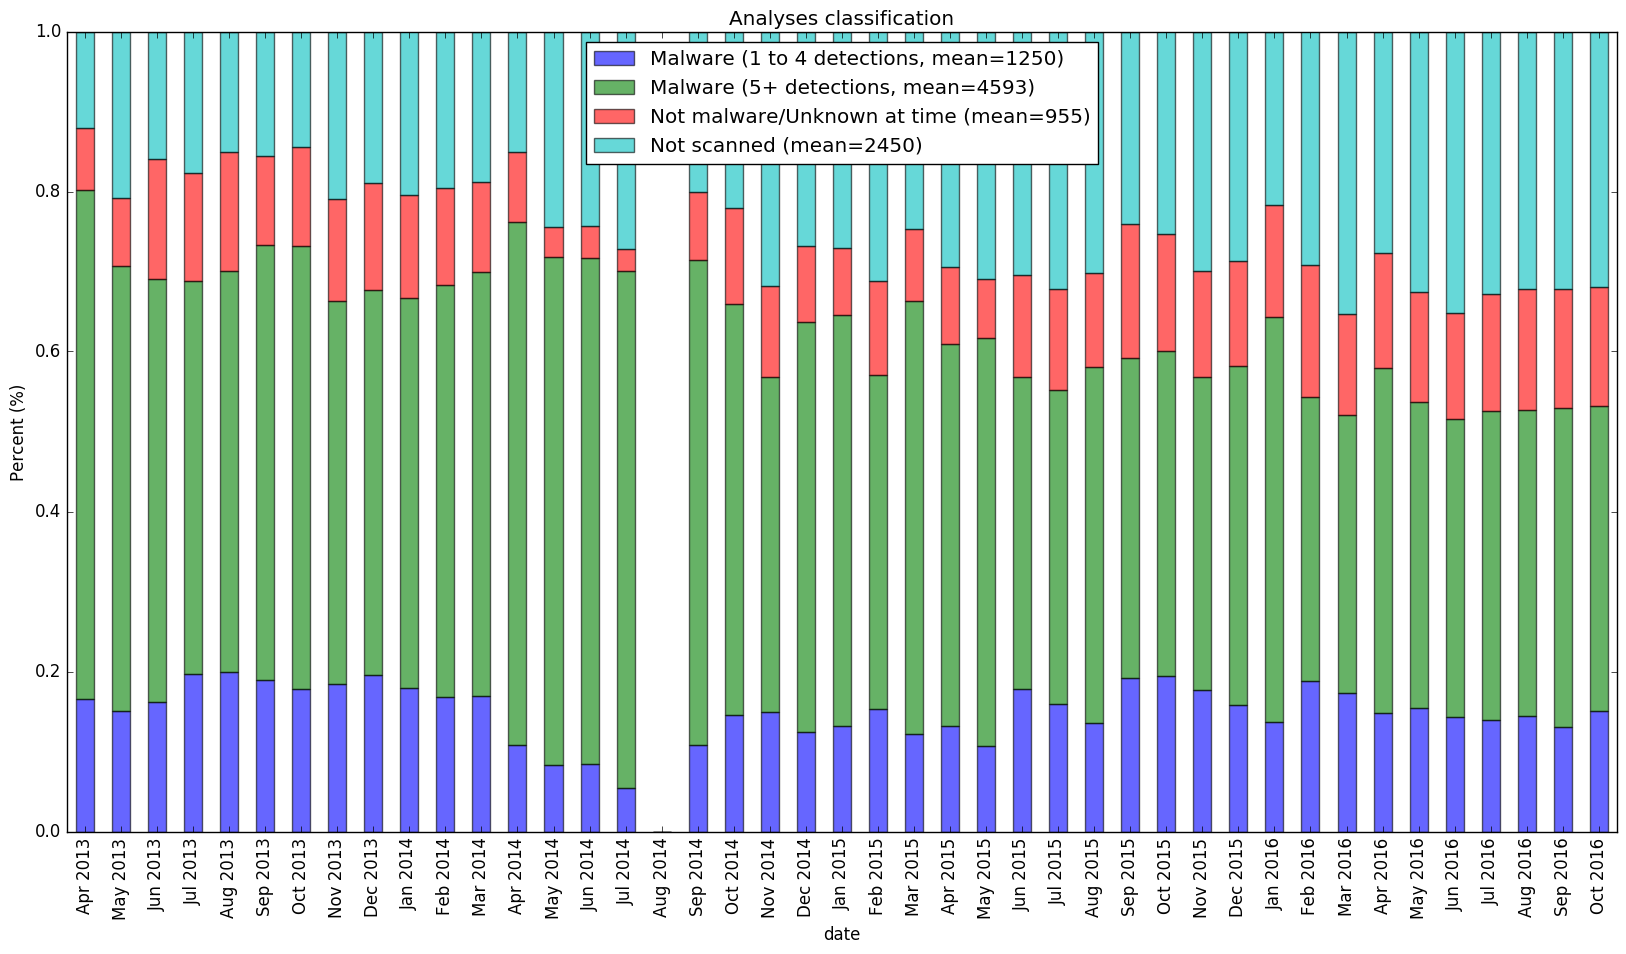 Analyses classification
Malware (1 to 4 detections, mean=1250)
Malware (5+ detections, mean=4593)
Not malware/Unknown at time (mean=955)
Not scanned (mean=2450)
Percent (%)
1.0
0.8
0.6
0.4
0.2
0.0
Apr 2013
May 2013
Jun 2013
Jul 2013
Aug 2013
Sep 2013
Oct 2013
Nov 2013
Dec 2013
Jan 2014
Feb 2014
Mar 2014
Apr 2014
May 2014
Jun 2014
Jul 2014
Aug 2014
Sep 2014
Oct 2014
Nov 2014
Dec 2014
Jan 2015
Feb 2015
Mar 2015
Apr 2015
May 2015
Jun 2015
Jul 2015
Aug 2015
Sep 2015
Oct 2015
Nov 2015
Dec 2015
Jan 2016
Feb 2016
Mar 2016
Apr 2016
May 2016
Jun 2016
Jul 2016
Aug 2016
Sep 2016
Oct 2016
date